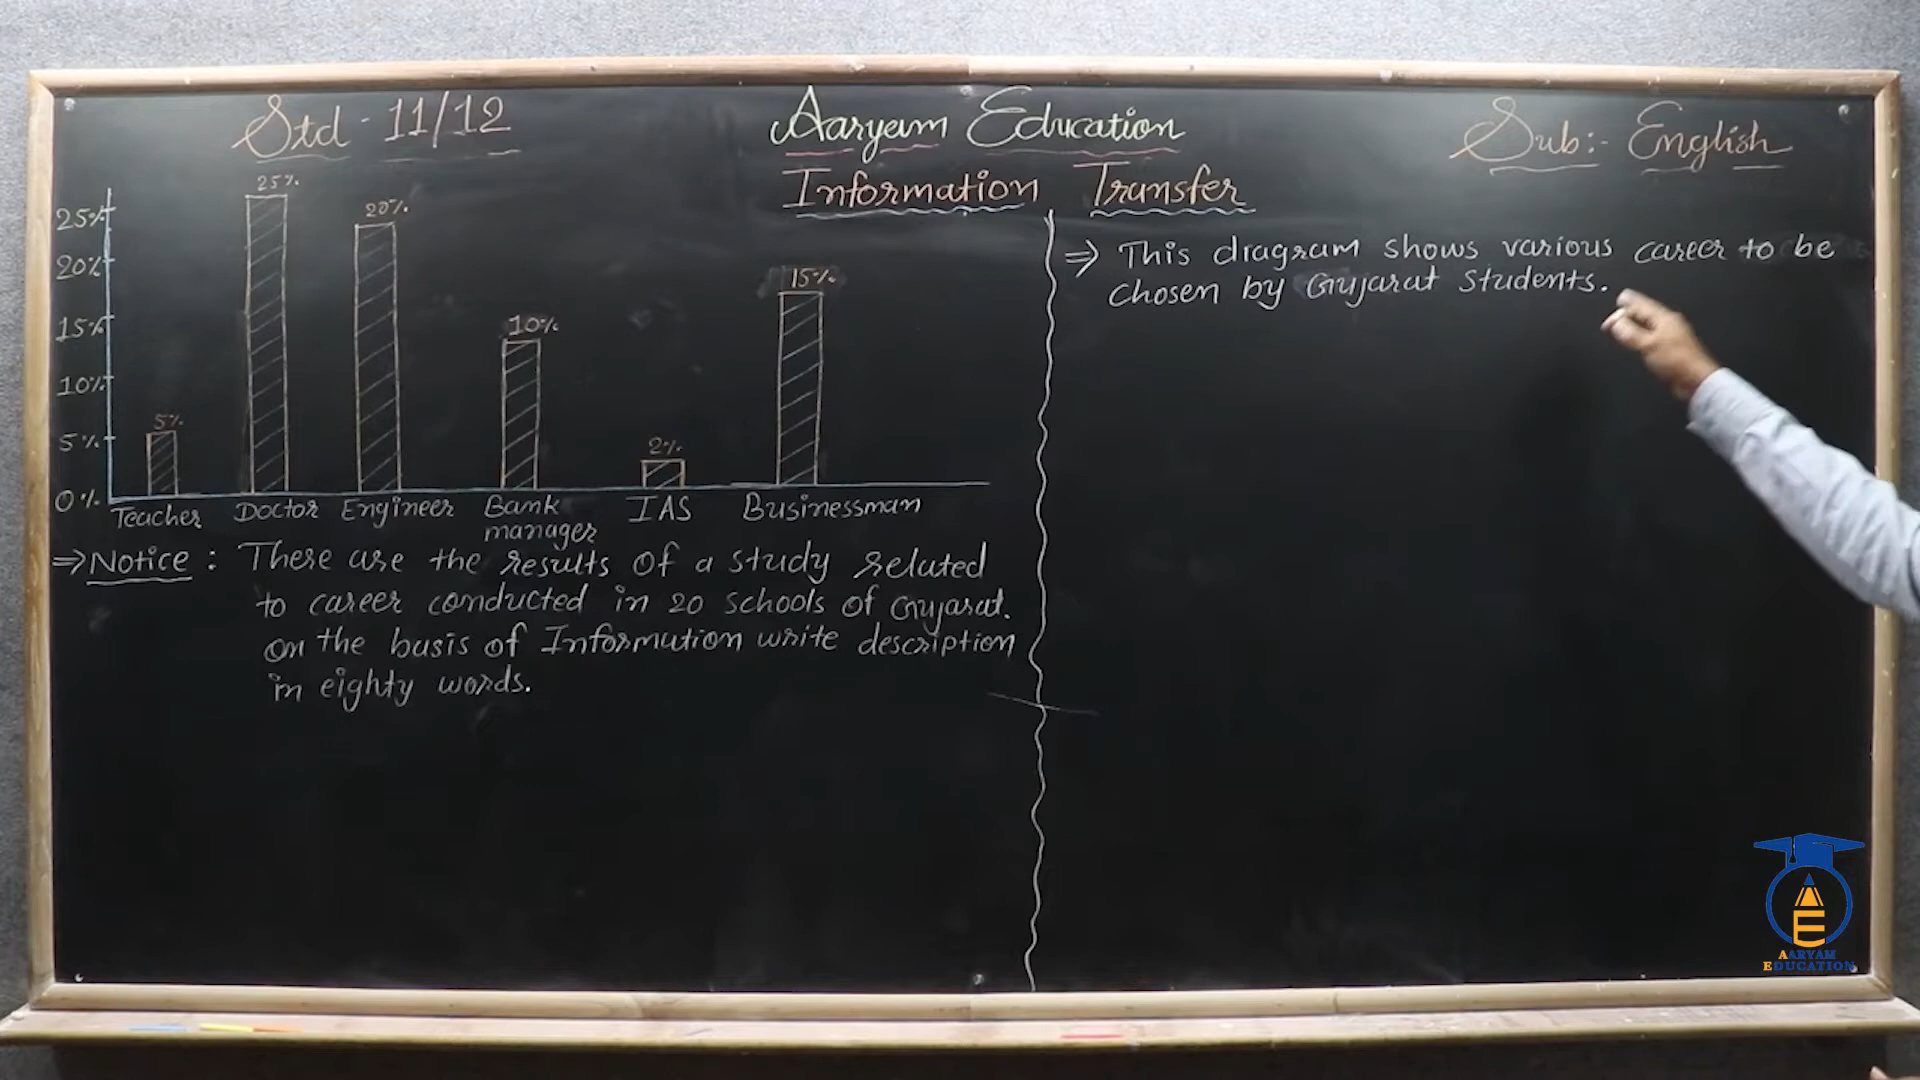 Std - 11/12
Aaryam Education
Sub:- English
Information Transfer
25%
20%
15%
10%
5%
0%
5%
25%
20%
10%
2%
15%
Teacher Doctor Engineer Bank manager IAS Businessman
⇒ Notice : There are the results of a study related
to career conducted in 20 schools of Gujarat.
on the basis of Information write description
in eighty words.
⇒ This diagram shows various career to be
chosen by Gujarat students.
AARYAM
EDUCATION